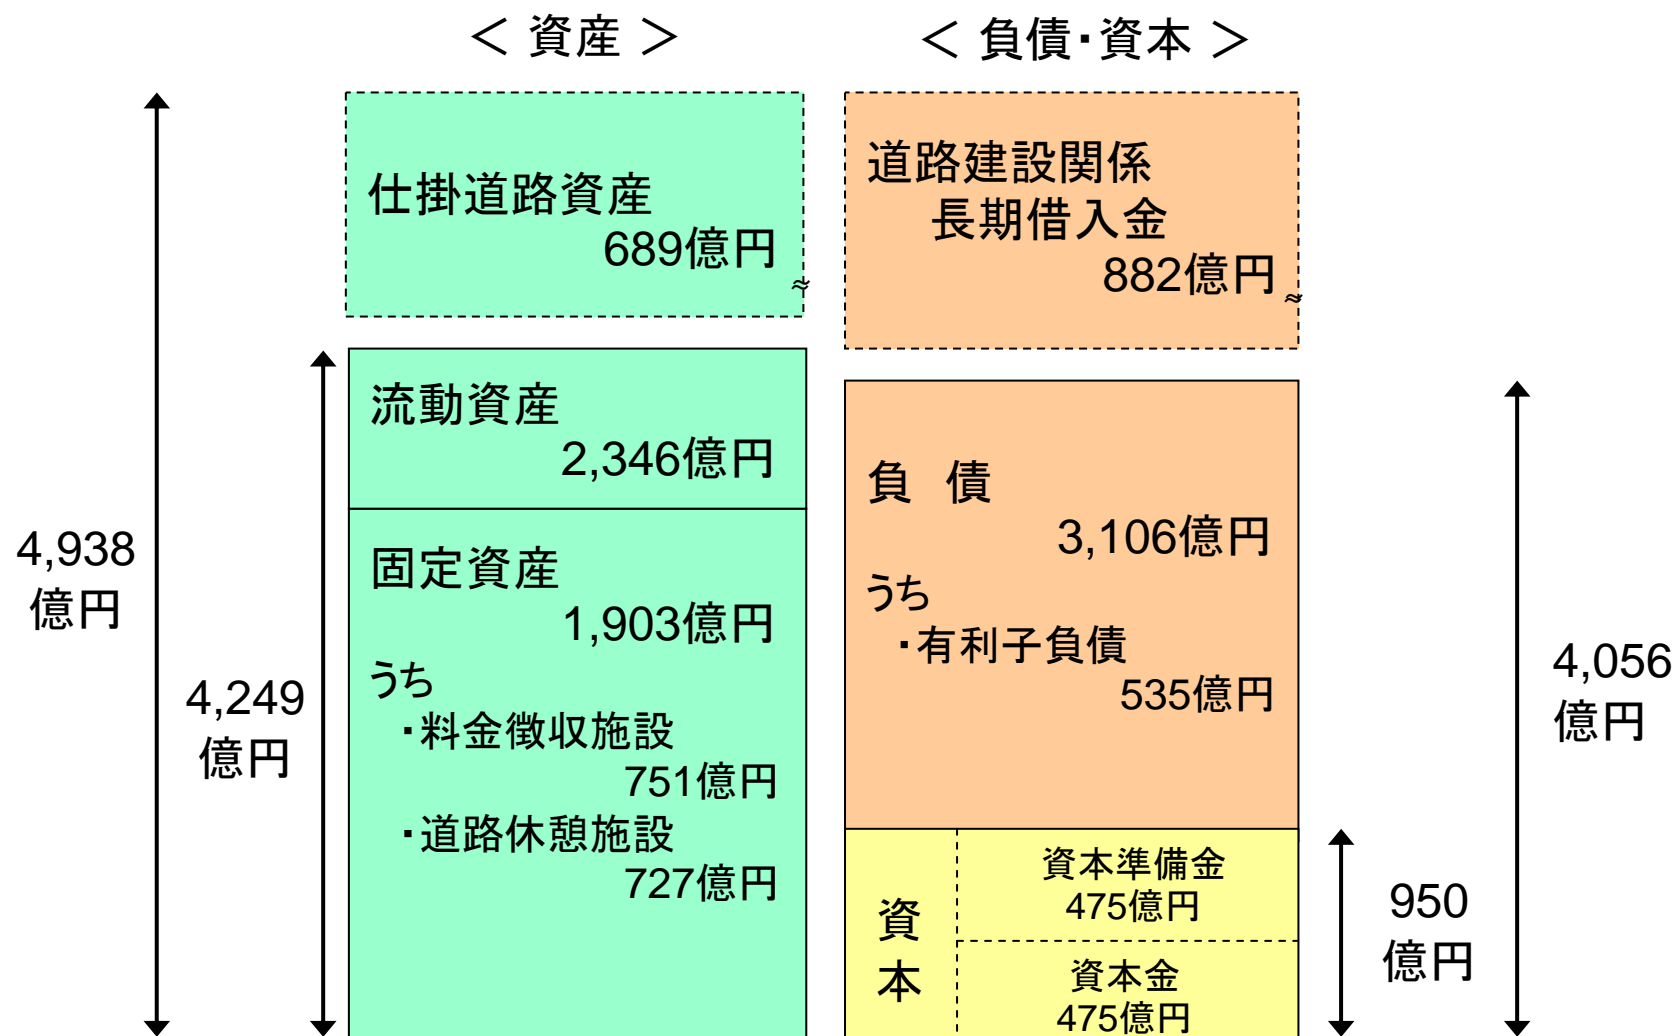 ＜ 資産 ＞
＜ 負債・資本 ＞
仕掛道路資産
689億円
≈
道路建設関係
長期借入金
882億円
≈
流動資産
2,346億円
固定資産
1,903億円
うち
・料金徴収施設
751億円
・道路休憩施設
727億円
4,938
億円
4,249
億円
負　債
3,106億円
うち
・有利子負債
535億円
資
本
資本準備金
475億円
資本金
475億円
950
億円
4,056
億円